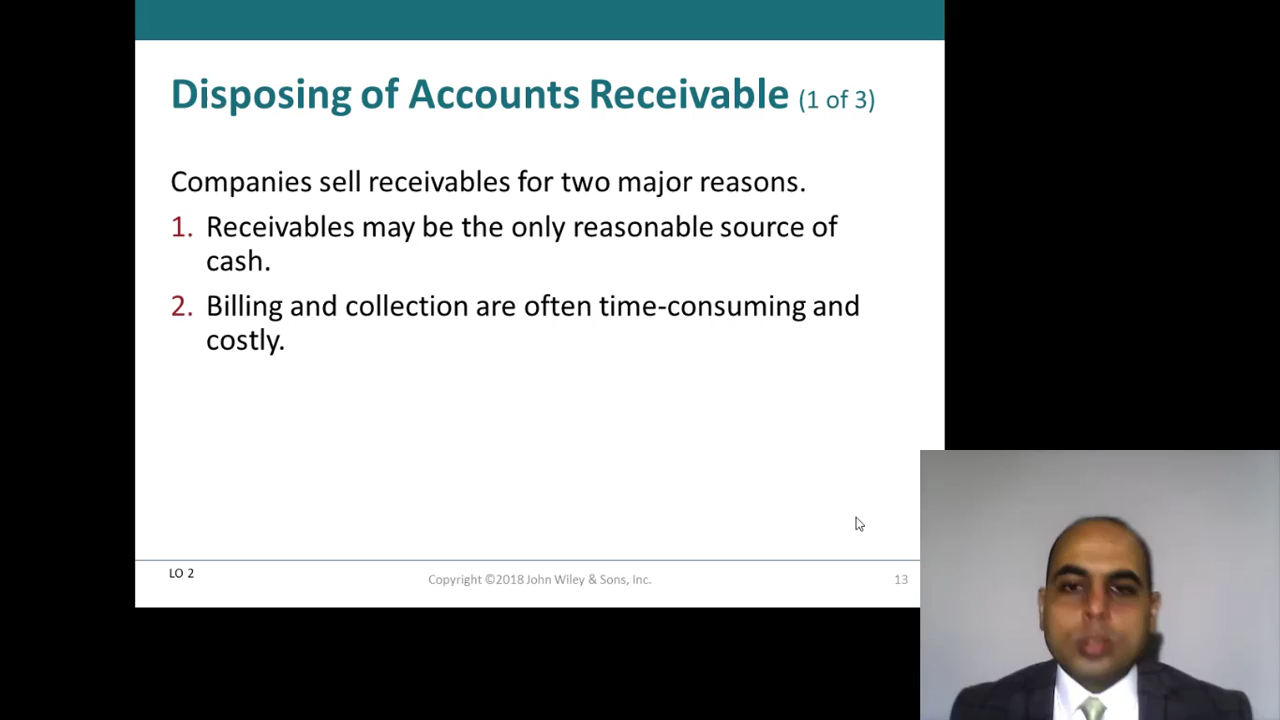 Disposing of Accounts Receivable (1 of 3)
Companies sell receivables for two major reasons.
1. Receivables may be the only reasonable source of
cash.
2. Billing and collection are often time-consuming and
costly.
LO 2
Copyright ©2018 John Wiley & Sons, Inc.
13